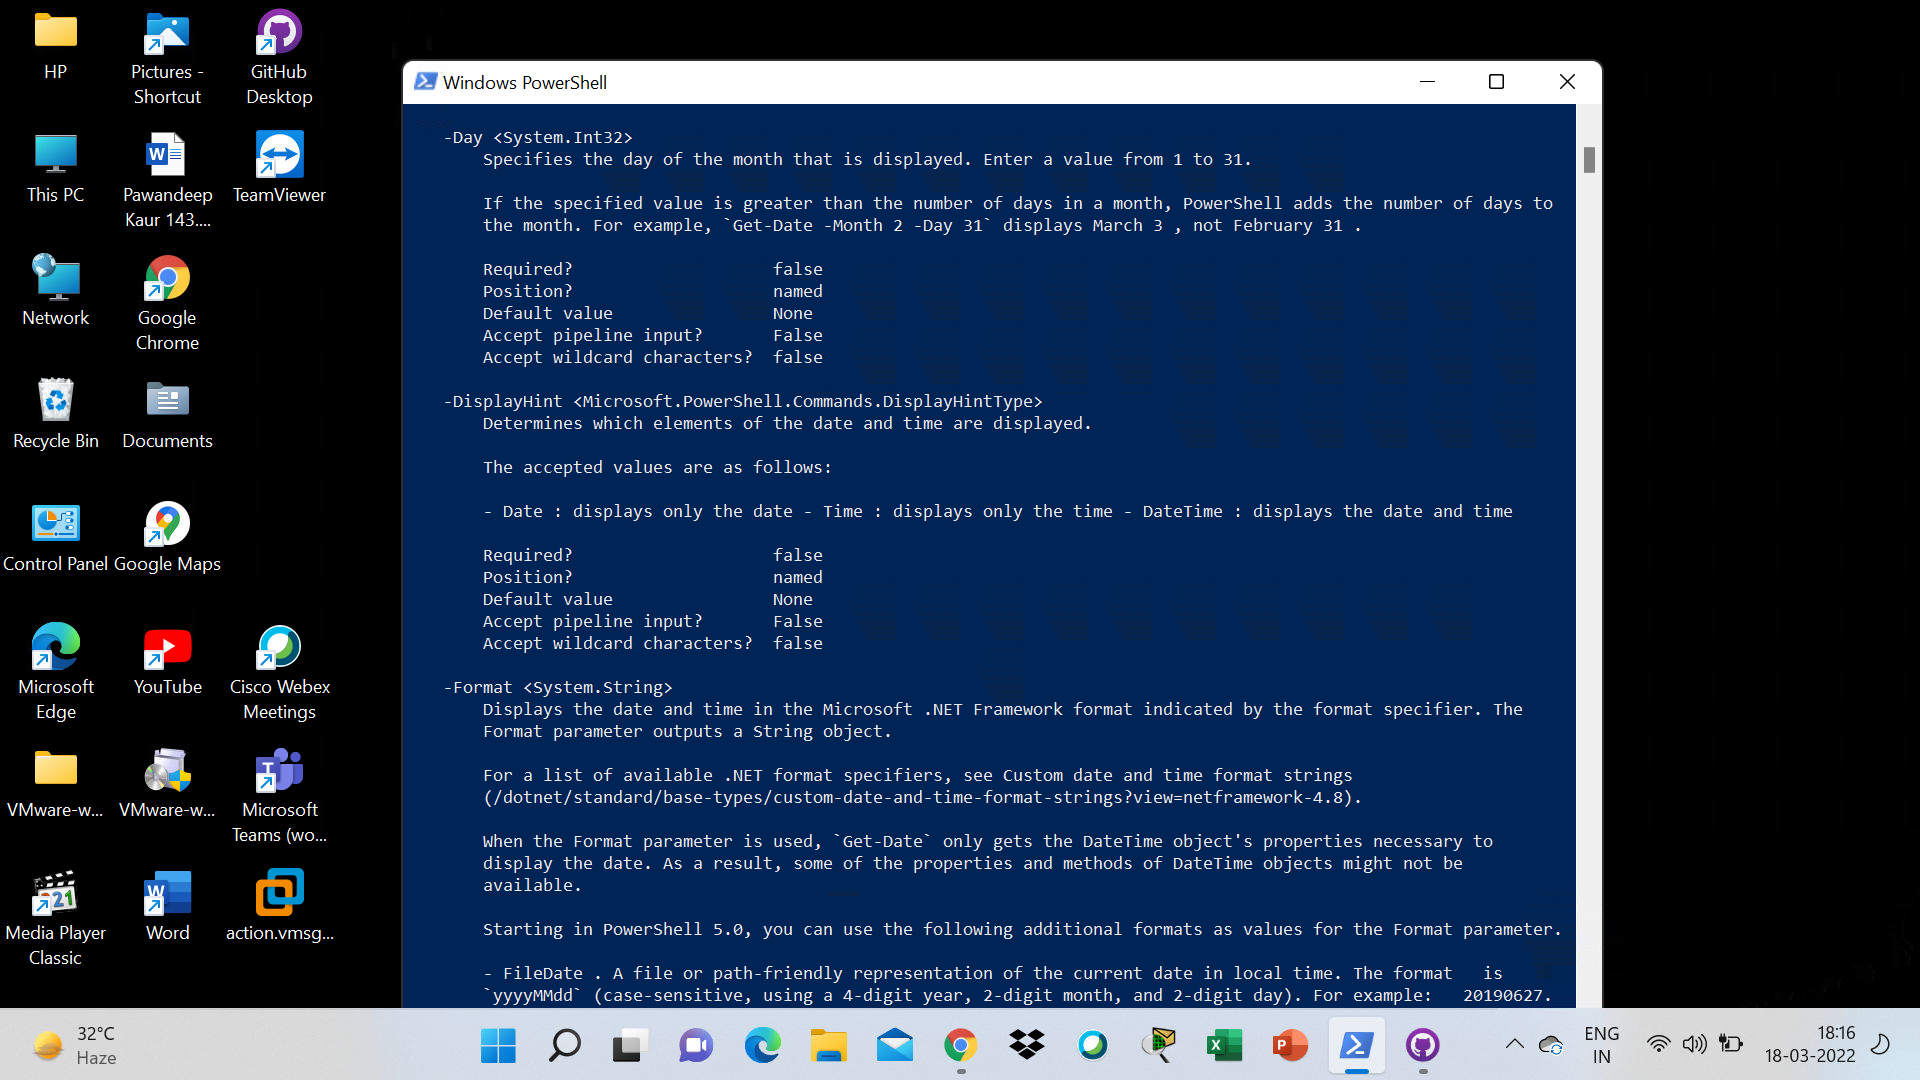 HP
Pictures -
Shortcut
GitHub
Desktop
This PC
Pawandeep
Kaur 143....
TeamViewer
Network
Google
Chrome
Recycle Bin
Documents
Control Panel
Google Maps
Microsoft
Edge
YouTube
Cisco Webex
Meetings
VMware-w...
VMware-w...
Microsoft
Teams (wo...
Media Player
Classic
Word
action.vmsg...
Windows PowerShell
-Day <System.Int32>
Specifies the day of the month that is displayed. Enter a value from 1 to 31.
If the specified value is greater than the number of days in a month, PowerShell adds the number of days to
the month. For example, `Get-Date -Month 2 -Day 31` displays March 3 , not February 31 .
Required? false
Position? named
Default value None
Accept pipeline input? False
Accept wildcard characters? false
-DisplayHint <Microsoft.PowerShell.Commands.DisplayHintType>
Determines which elements of the date and time are displayed.
The accepted values are as follows:
- Date : displays only the date - Time : displays only the time - DateTime : displays the date and time
Required? false
Position? named
Default value None
Accept pipeline input? False
Accept wildcard characters? false
-Format <System.String>
Displays the date and time in the Microsoft .NET Framework format indicated by the format specifier. The
Format parameter outputs a String object.
For a list of available .NET format specifiers, see Custom date and time format strings
(/dotnet/standard/base-types/custom-date-and-time-format-strings?view=netframework-4.8).
When the Format parameter is used, `Get-Date` only gets the DateTime object's properties necessary to
display the date. As a result, some of the properties and methods of DateTime objects might not be
available.
Starting in PowerShell 5.0, you can use the following additional formats as values for the Format parameter.
- FileDate . A file or path-friendly representation of the current date in local time. The format is
`yyyyMMdd` (case-sensitive, using a 4-digit year, 2-digit month, and 2-digit day). For example: 20190627.
32°C
Haze
ENG
IN
18:16
18-03-2022